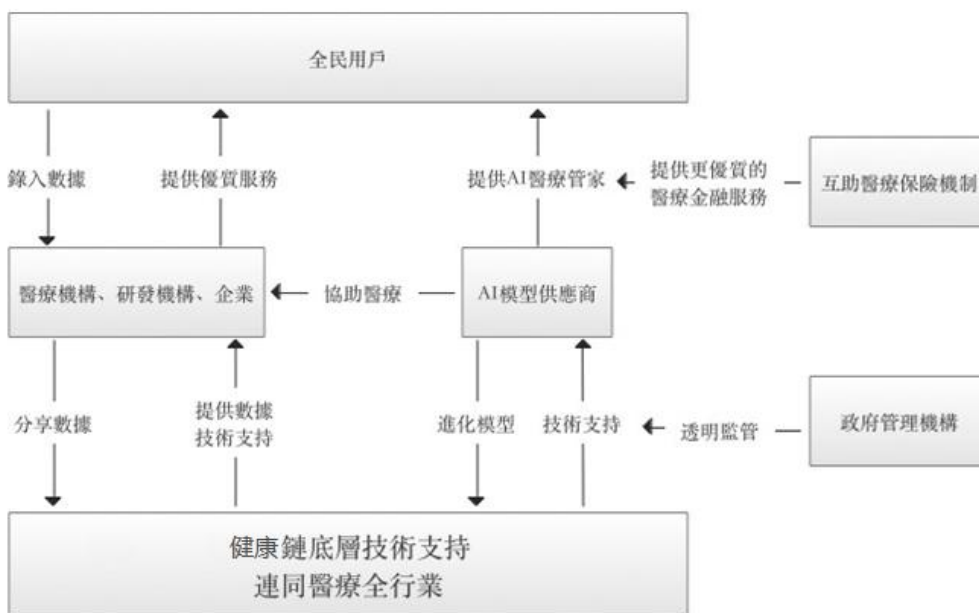 全民用戶
錄入數據
提供優質服務
提供AI醫療管家
提供更優質的
醫療金融服務
互助醫療保險機制
醫療機構、研發機構、企業
協助醫療
AI模型供應商
分享數據
提供數據
技術支持
進化模型
技術支持
透明監管
政府管理機構
健康鏈底層技術支持
連同醫療全行業